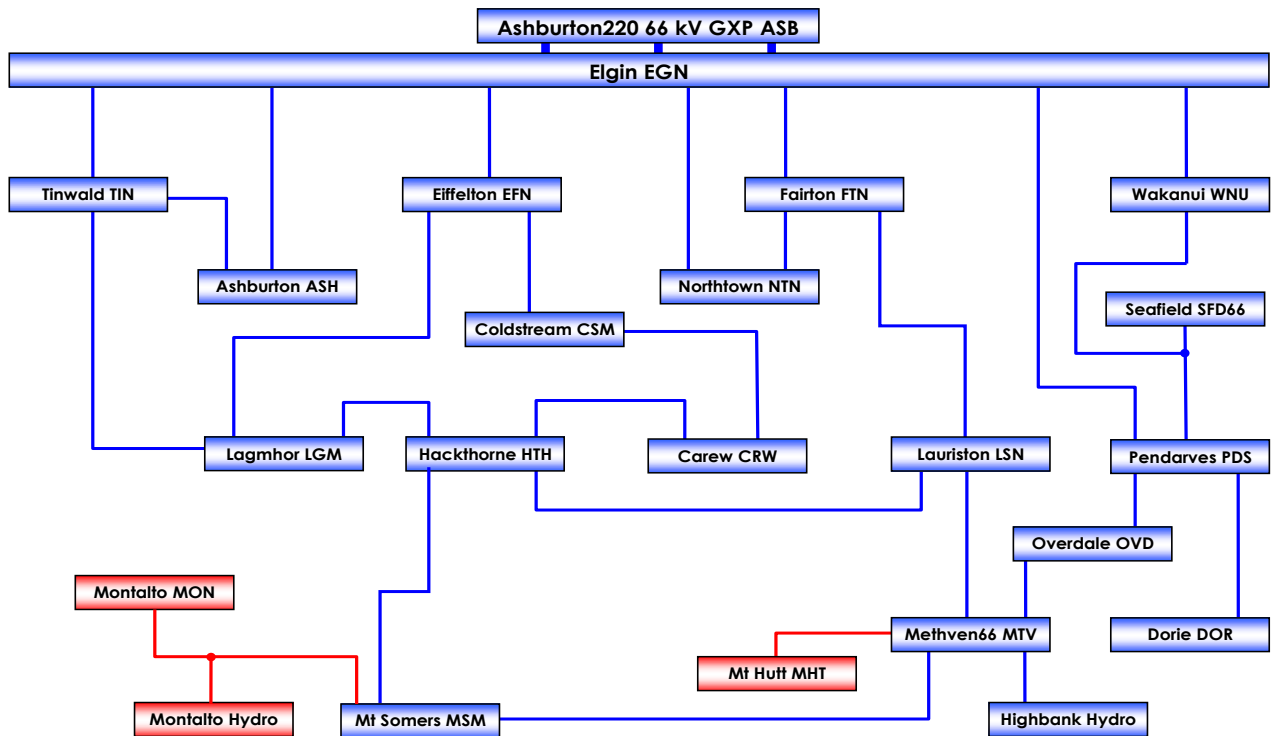 Ashburton220 66 kV GXP ASB
Elgin EGN
Tinwald TIN
Eiffelton EFN
Fairton FTN
Wakanui WNU
Ashburton ASH
Northtown NTN
Seafield SFD66
Coldstream CSM
Lagmhor LGM
Hackthorne HTH
Carew CRW
Lauriston LSN
Pendarves PDS
Overdale OVD
Montalto MON
Methven66 MTV
Dorie DOR
Mt Hutt MHT
Montalto Hydro
Mt Somers MSM
Highbank Hydro